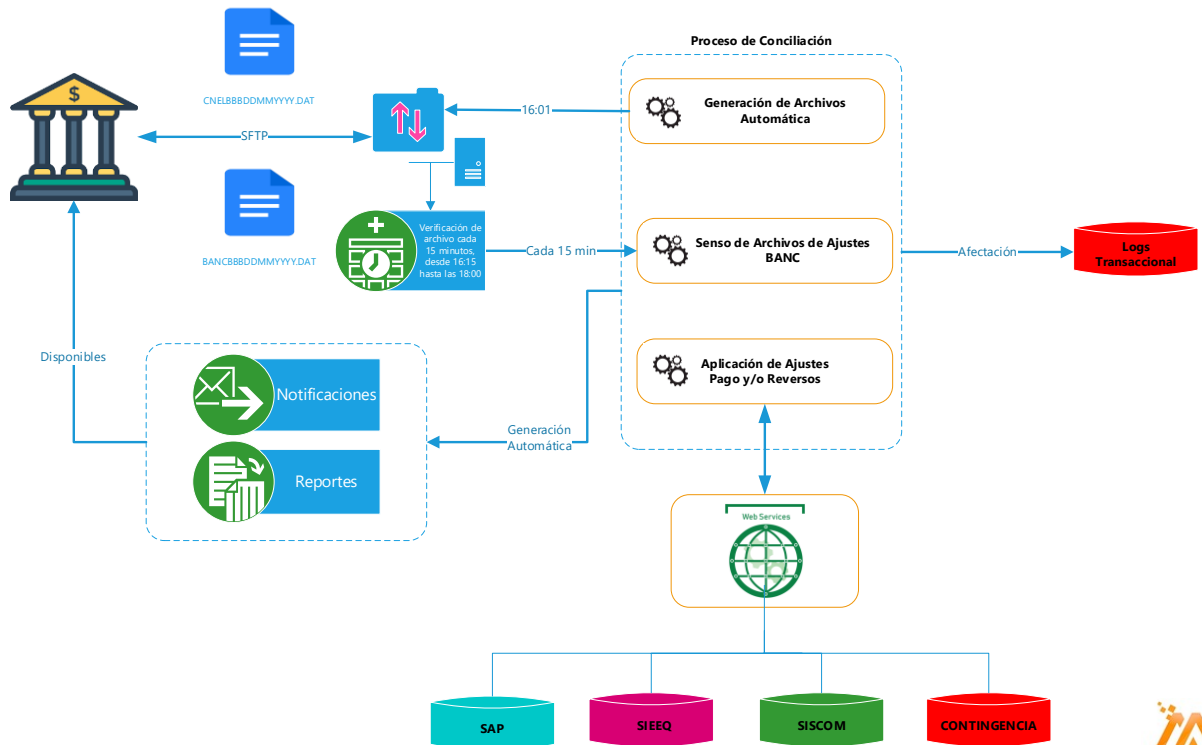 Proceso de Conciliación
$
CNELBBBDDMMYYYY.DAT
SFTP
16:01
Generación de Archivos
Automática
BANCBBBDDMMYYYY.DAT
Verificación de
archivo cada
15 minutos,
desde 16:15
hasta las 18:00
Cada 15 min
Senso de Archivos de Ajustes
BANC
Afectación
Logs
Transaccional
Disponibles
Notificaciones
Reportes
Generación
Automática
Aplicación de Ajustes
Pago y/o Reversos
Web Services
SAP
SIEEQ
SISCOM
CONTINGENCIA